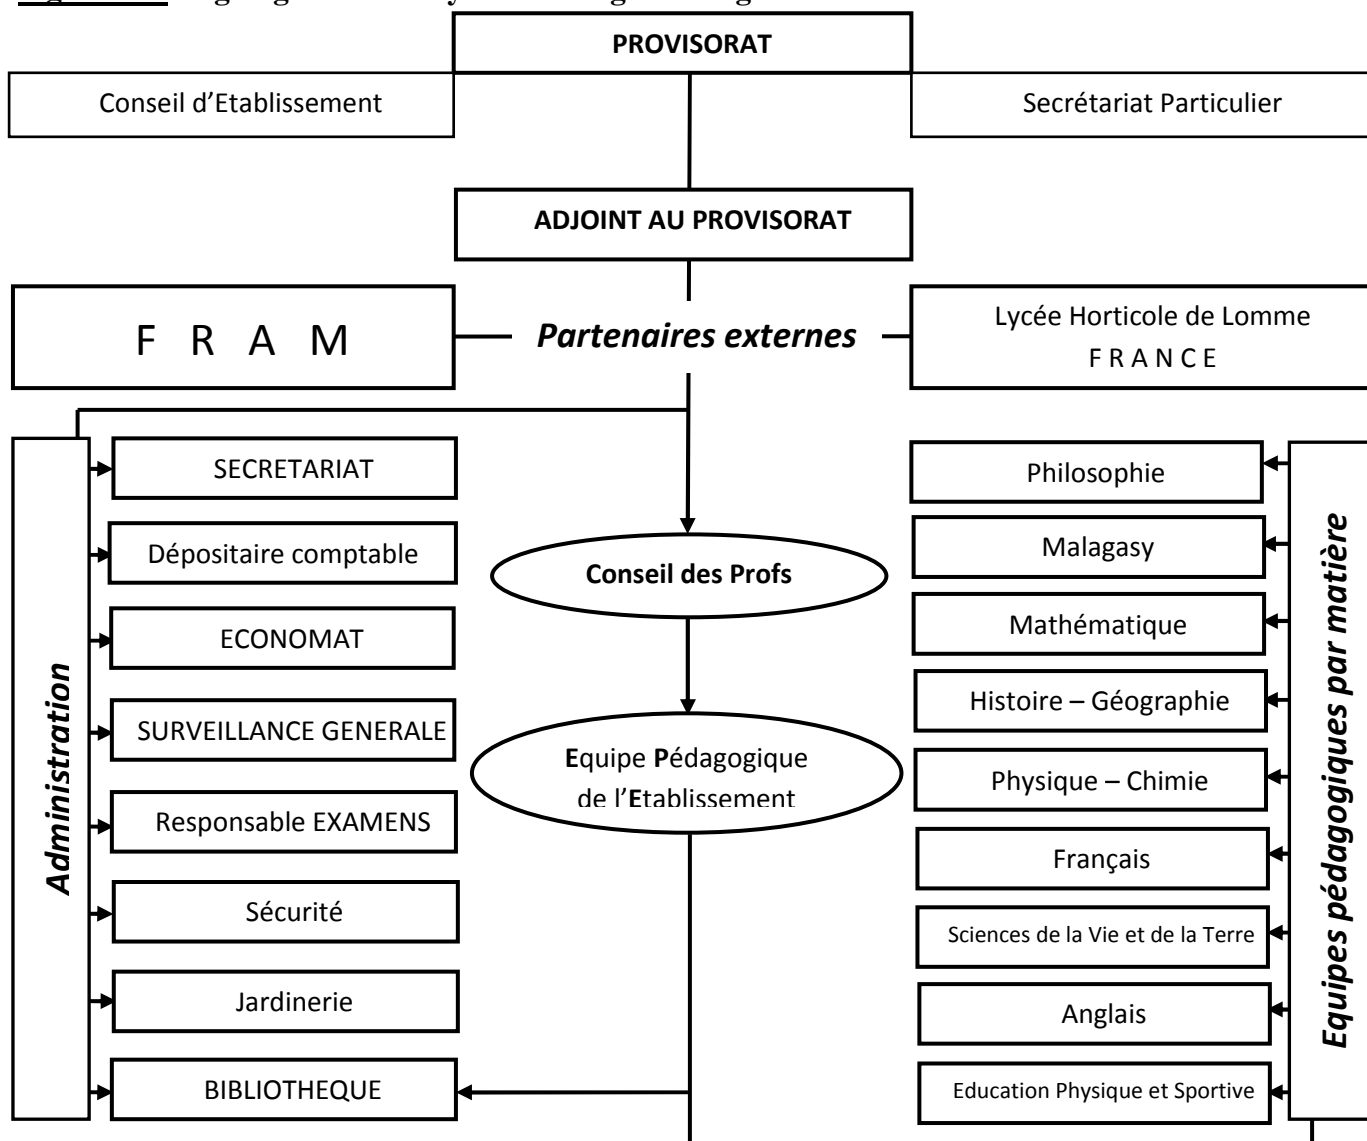 PROVISORAT
Conseil d’Etablissement
Secrétariat Particulier
ADJOINT AU PROVISORAT
F R A M
Partenaires externes
Lycée Horticole de Lomme
F R A N C E
Administration
SECRETARIAT
Dépositaire comptable
ECONOMAT
SURVEILLANCE GENERALE
Responsable EXAMENS
Sécurité
Jardinerie
BIBLIOTHEQUE
Conseil des Profs
Equipe Pédagogique
de l’Etablissement
Philosophie
Malagasy
Mathématique
Histoire – Géographie
Physique – Chimie
Français
Sciences de la Vie et de la Terre
Anglais
Education Physique et Sportive
Equipes pédagogiques par matière